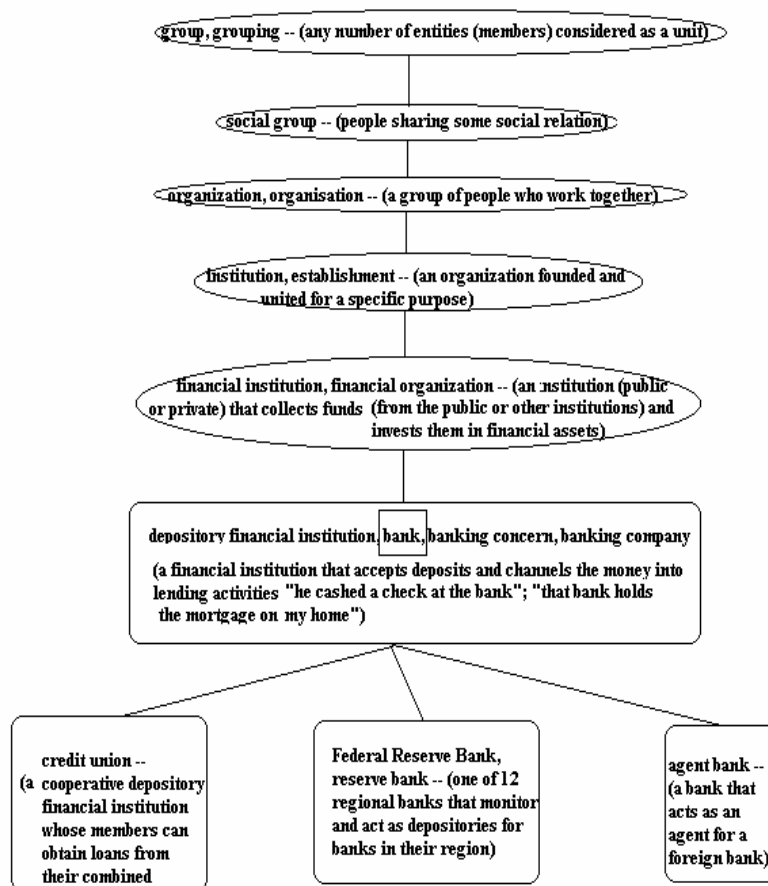 group, grouping -- (any number of entities (members) considered as a unit)
social group -- (people sharing some social relation)
organization, organisation -- (a group of people who work together)
institution, establishment -- (an organization founded and
united for a specific purpose)
financial institution, financial organization -- (an institution (public
or private) that collects funds (from the public or other institutions) and
invests them in financial assets)
depository financial institution, bank, banking concern, banking company
(a financial institution that accepts deposits and channels the money into
lending activities "he cashed a check at the bank"; "that bank holds
the mortgage on my home")
credit union --
(a cooperative depository
financial institution
whose members can
obtain loans from
their combined
Federal Reserve Bank,
reserve bank -- (one of 12
regional banks that monitor
and act as depositories for
banks in their region)
agent bank --
(a bank that
acts as an
agent for a
foreign bank)